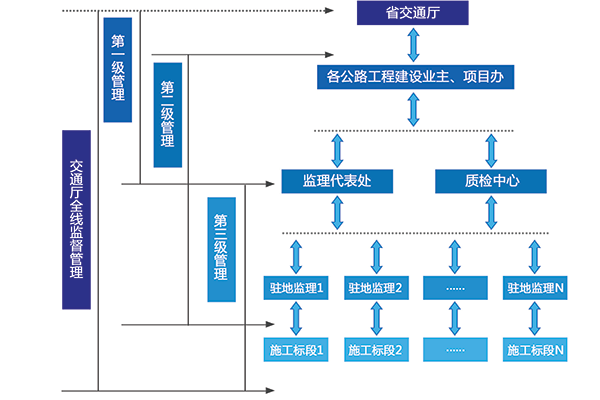 省交通厅
各公路工程建设业主、项目办
第一级管理
第二级管理
交通厅全线监督管理
监理代表处
质检中心
第三级管理
驻地监理1
驻地监理2
······
驻地监理N
施工标段1
施工标段2
······
施工标段N